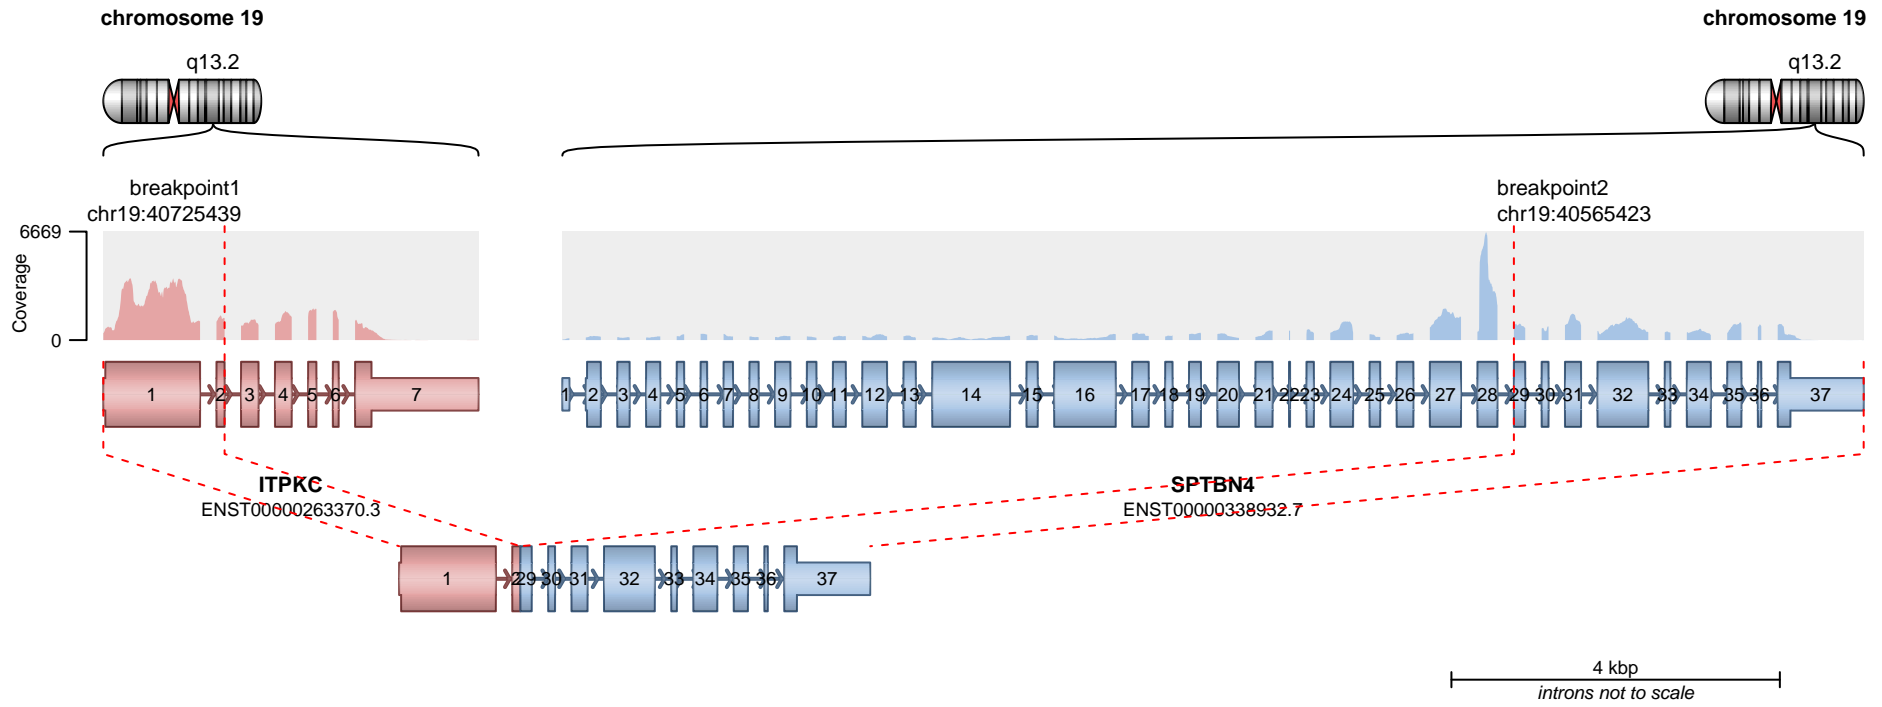 chromosome 19
chromosome 19
q13.2
q13.2
breakpoint1
chr19:40725439
breakpoint2
chr19:40565423
6669
Coverage
0
1 2 3 4 5 6 7
1 2 3 4 5 6 7 8 9 10 11 12 13 14 15 16 17 18 19 20 21 22 23 24 25 26 27 28 29 30 31 32 33 34 35 36 37
ITPKC
ENST00000263370.3
SPTBN4
ENST00000338932.7
1 2 29 30 31 32 33 34 35 36 37
4 kbp
introns not to scale